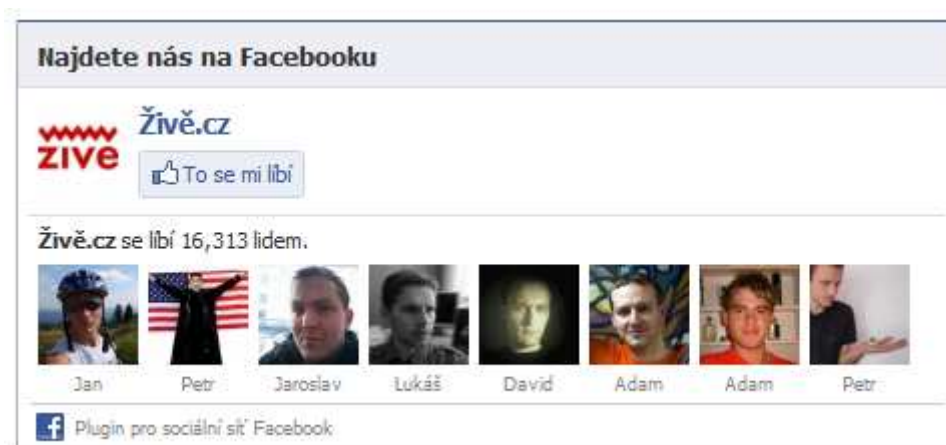 Najdete nás na Facebooku
zive
Živě.cz
To se mi líbí
Živě.cz se líbí 16,313 lidem.
Jan Petr Jaroslav Lukáš David Adam Adam Petr
f Plugin pro sociální síť Facebook